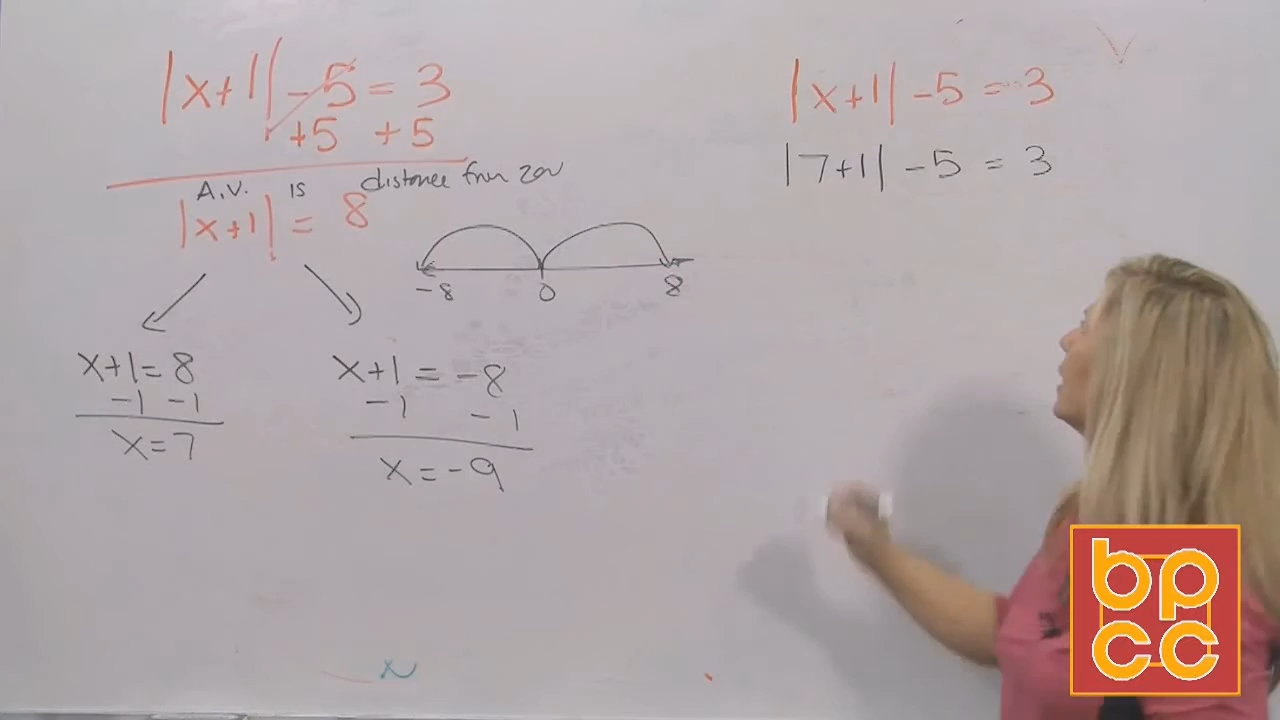 |x+1| -5 = 3
+5 +5
A.V. is distance from zero
|x+1| = 8
-8 0 8
x+1=8
-1 -1
x=7
x+1 = -8
-1 -1
x=-9
|x+1| -5 = 3
|7+1| -5 = 3
bpcc